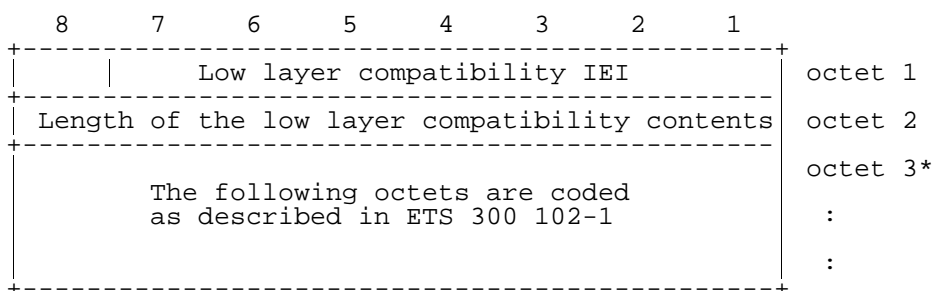 8 7 6 5 4 3 2 1
Low layer compatibility IEI octet 1
Length of the low layer compatibility contents octet 2
octet 3*
The following octets are coded
as described in ETS 300 102-1 :
: